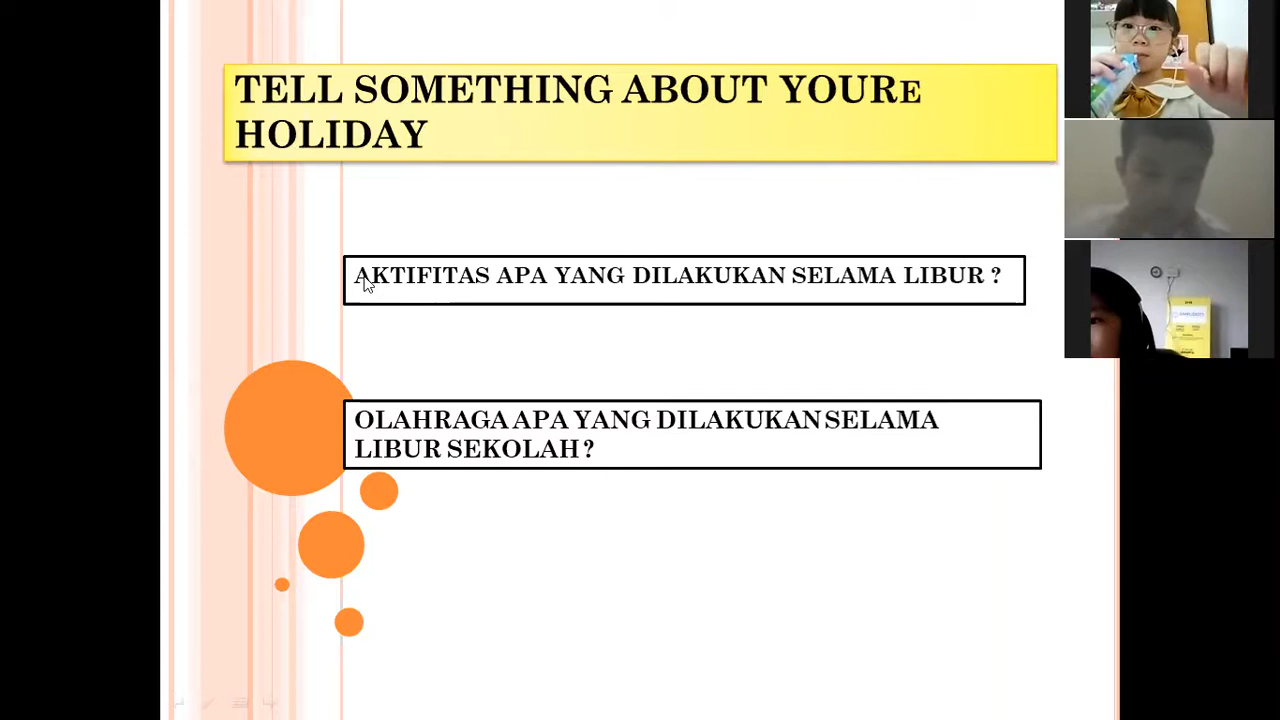 TELL SOMETHING ABOUT YOURE
HOLIDAY
AKTIFITAS APA YANG DILAKUKAN SELAMA LIBUR ?
OLAHRAGA APA YANG DILAKUKAN SELAMA
LIBUR SEKOLAH ?